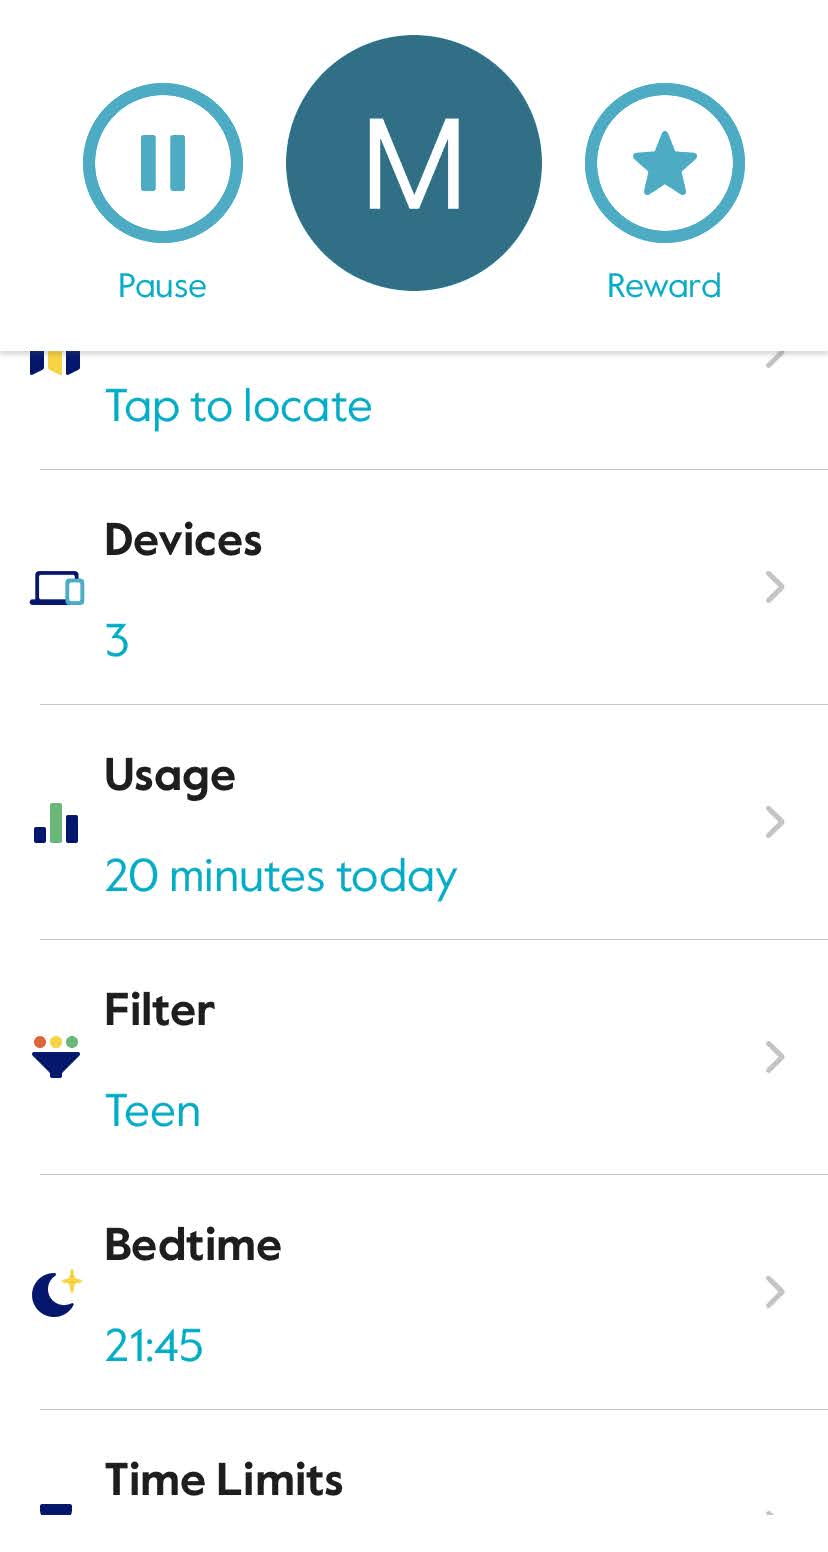 M
Pause
Reward
Tap to locate
Devices
3
Usage
20 minutes today
Filter
Teen
Bedtime
21:45
Time Limits